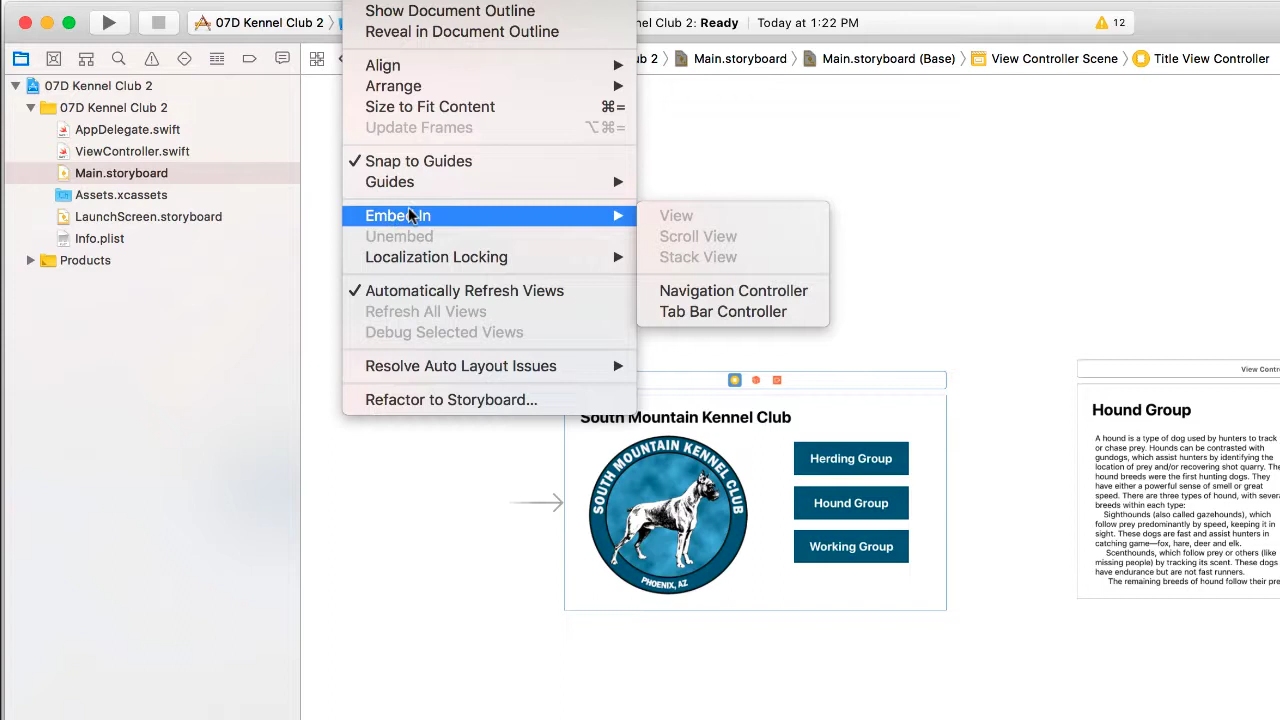 07D Kennel Club 2
nnel Club 2: Ready
Today at 1:22 PM
12
b 2
Main.storyboard
Main.storyboard (Base)
View Controller Scene
Title View Controller
07D Kennel Club 2
07D Kennel Club 2
AppDelegate.swift
ViewController.swift
Main.storyboard
Assets.xcassets
LaunchScreen.storyboard
Info.plist
Products
Show Document Outline
Reveal in Document Outline
Align
Arrange
Size to Fit Content ⌘=
Update Frames ⌥⌘=
✓ Snap to Guides
Guides
Embed In
Unembed
Localization Locking
✓ Automatically Refresh Views
Refresh All Views
Debug Selected Views
Resolve Auto Layout Issues
Refactor to Storyboard...
View
Scroll View
Stack View
Navigation Controller
Tab Bar Controller
South Mountain Kennel Club
SOUTH MOUNTAIN KENNEL CLUB
PHOENIX, AZ
Herding Group
Hound Group
Working Group
View Contr
Hound Group
A hound is a type of dog used by hunters to track
or chase prey. Hounds can be contrasted with
gundogs, which assist hunters by identifying the
location of prey and/or recovering shot quarry. The
hound breeds were the first hunting dogs. They
have either a powerful sense of smell or great
speed. There are three types of hound, with seve
breeds within each type:
Sighthounds (also called gazehounds), which
follow prey predominantly by speed, keeping it in
sight. These dogs are fast and assist hunters in
catching game—fox, hare, deer and elk.
Scenthounds, which follow prey or others (like
missing people) by tracking its scent. These dogs
have endurance but are not fast runners.
The remaining breeds of hound follow their pre